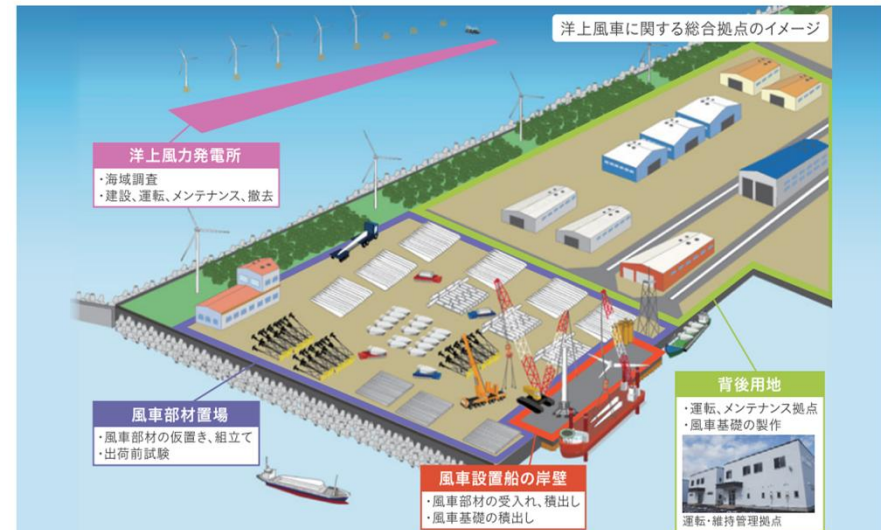 洋上風車に関する総合拠点のイメージ
洋上風力発電所
・海域調査
・建設、運転、メンテナンス、撤去
風車部材置場
・風車部材の仮置き、組立て
・出荷前試験
風車設置船の岸壁
・風車部材の受入れ、積出し
・風車基礎の積出し
背後用地
・運転、メンテナンス拠点
・風車基礎の製作
運転・維持管理拠点